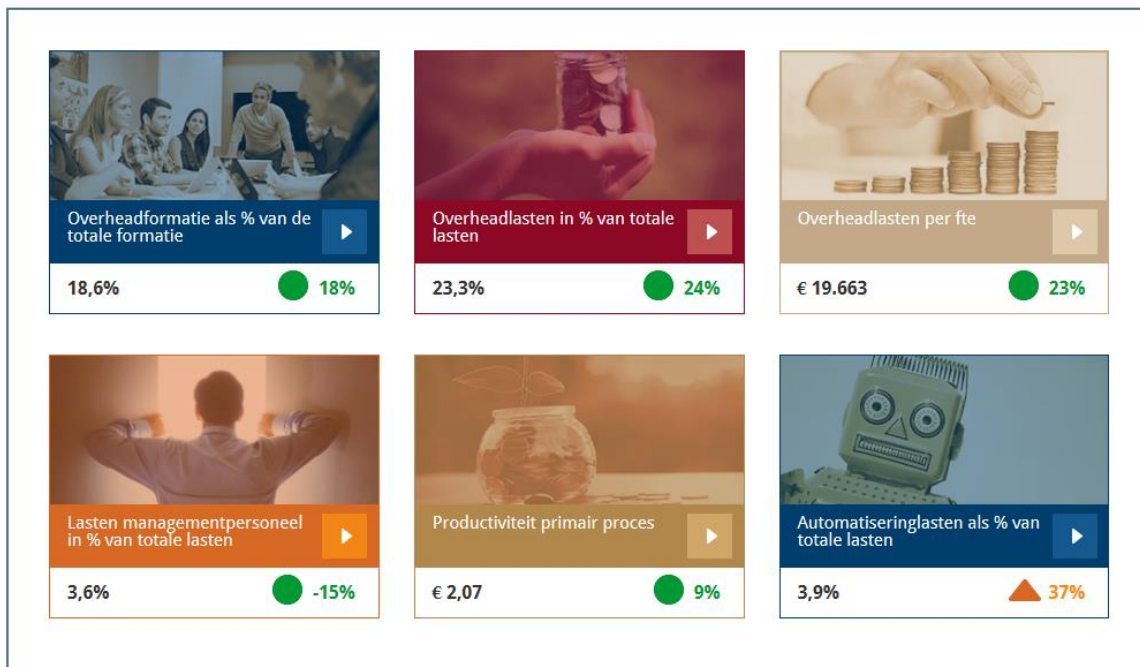 Overheadformatie als % van de
totale formatie
18,6%
18%
Overheadlasten in % van totale
lasten
23,3%
24%
Overheadlasten per fte
€ 19.663
23%
Lasten managementpersoneel
in % van totale lasten
3,6%
-15%
Productiviteit primair proces
€ 2,07
9%
Automatiseringlasten als % van
totale lasten
3,9%
37%